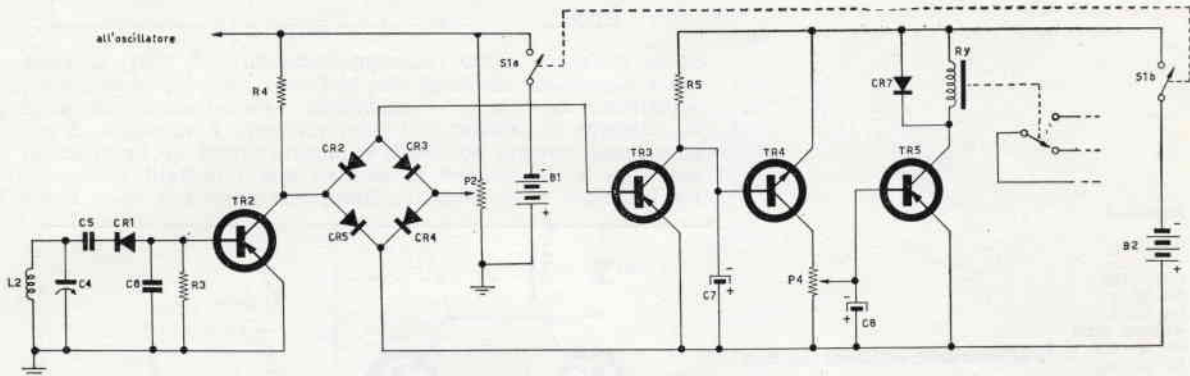 all'oscillatore
S1a
R4
R5
CR7
Ry
S1b
CR2
CR3
P2
B1
-
+
TR3
TR4
TR5
TR2
C5
CR1
CR5
CR4
L2
C4
C6
R3
C7
-
+
P4
C8
-
+
B2
-
+